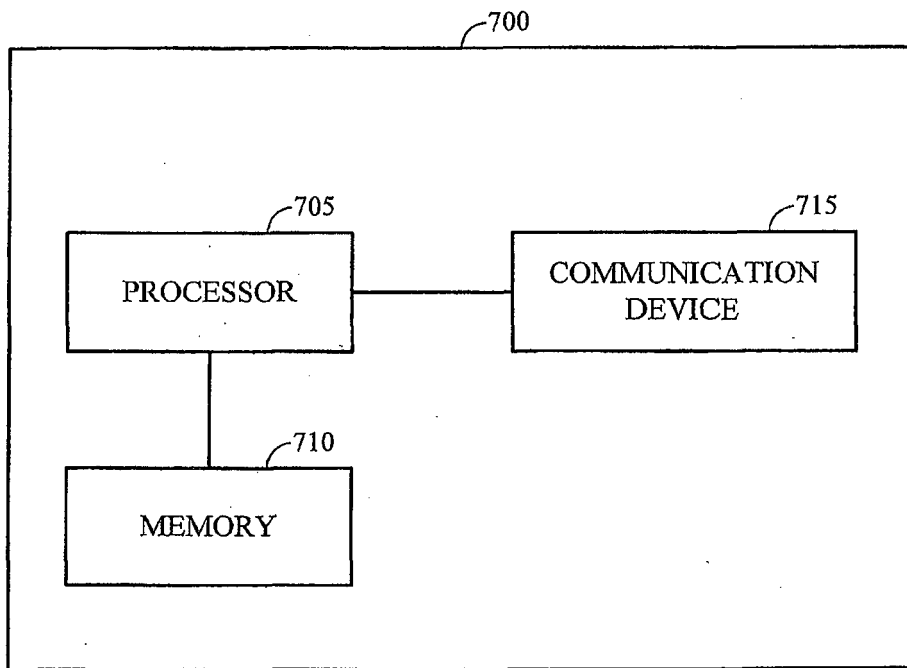 700
705
715
PROCESSOR
COMMUNICATION
DEVICE
710
MEMORY